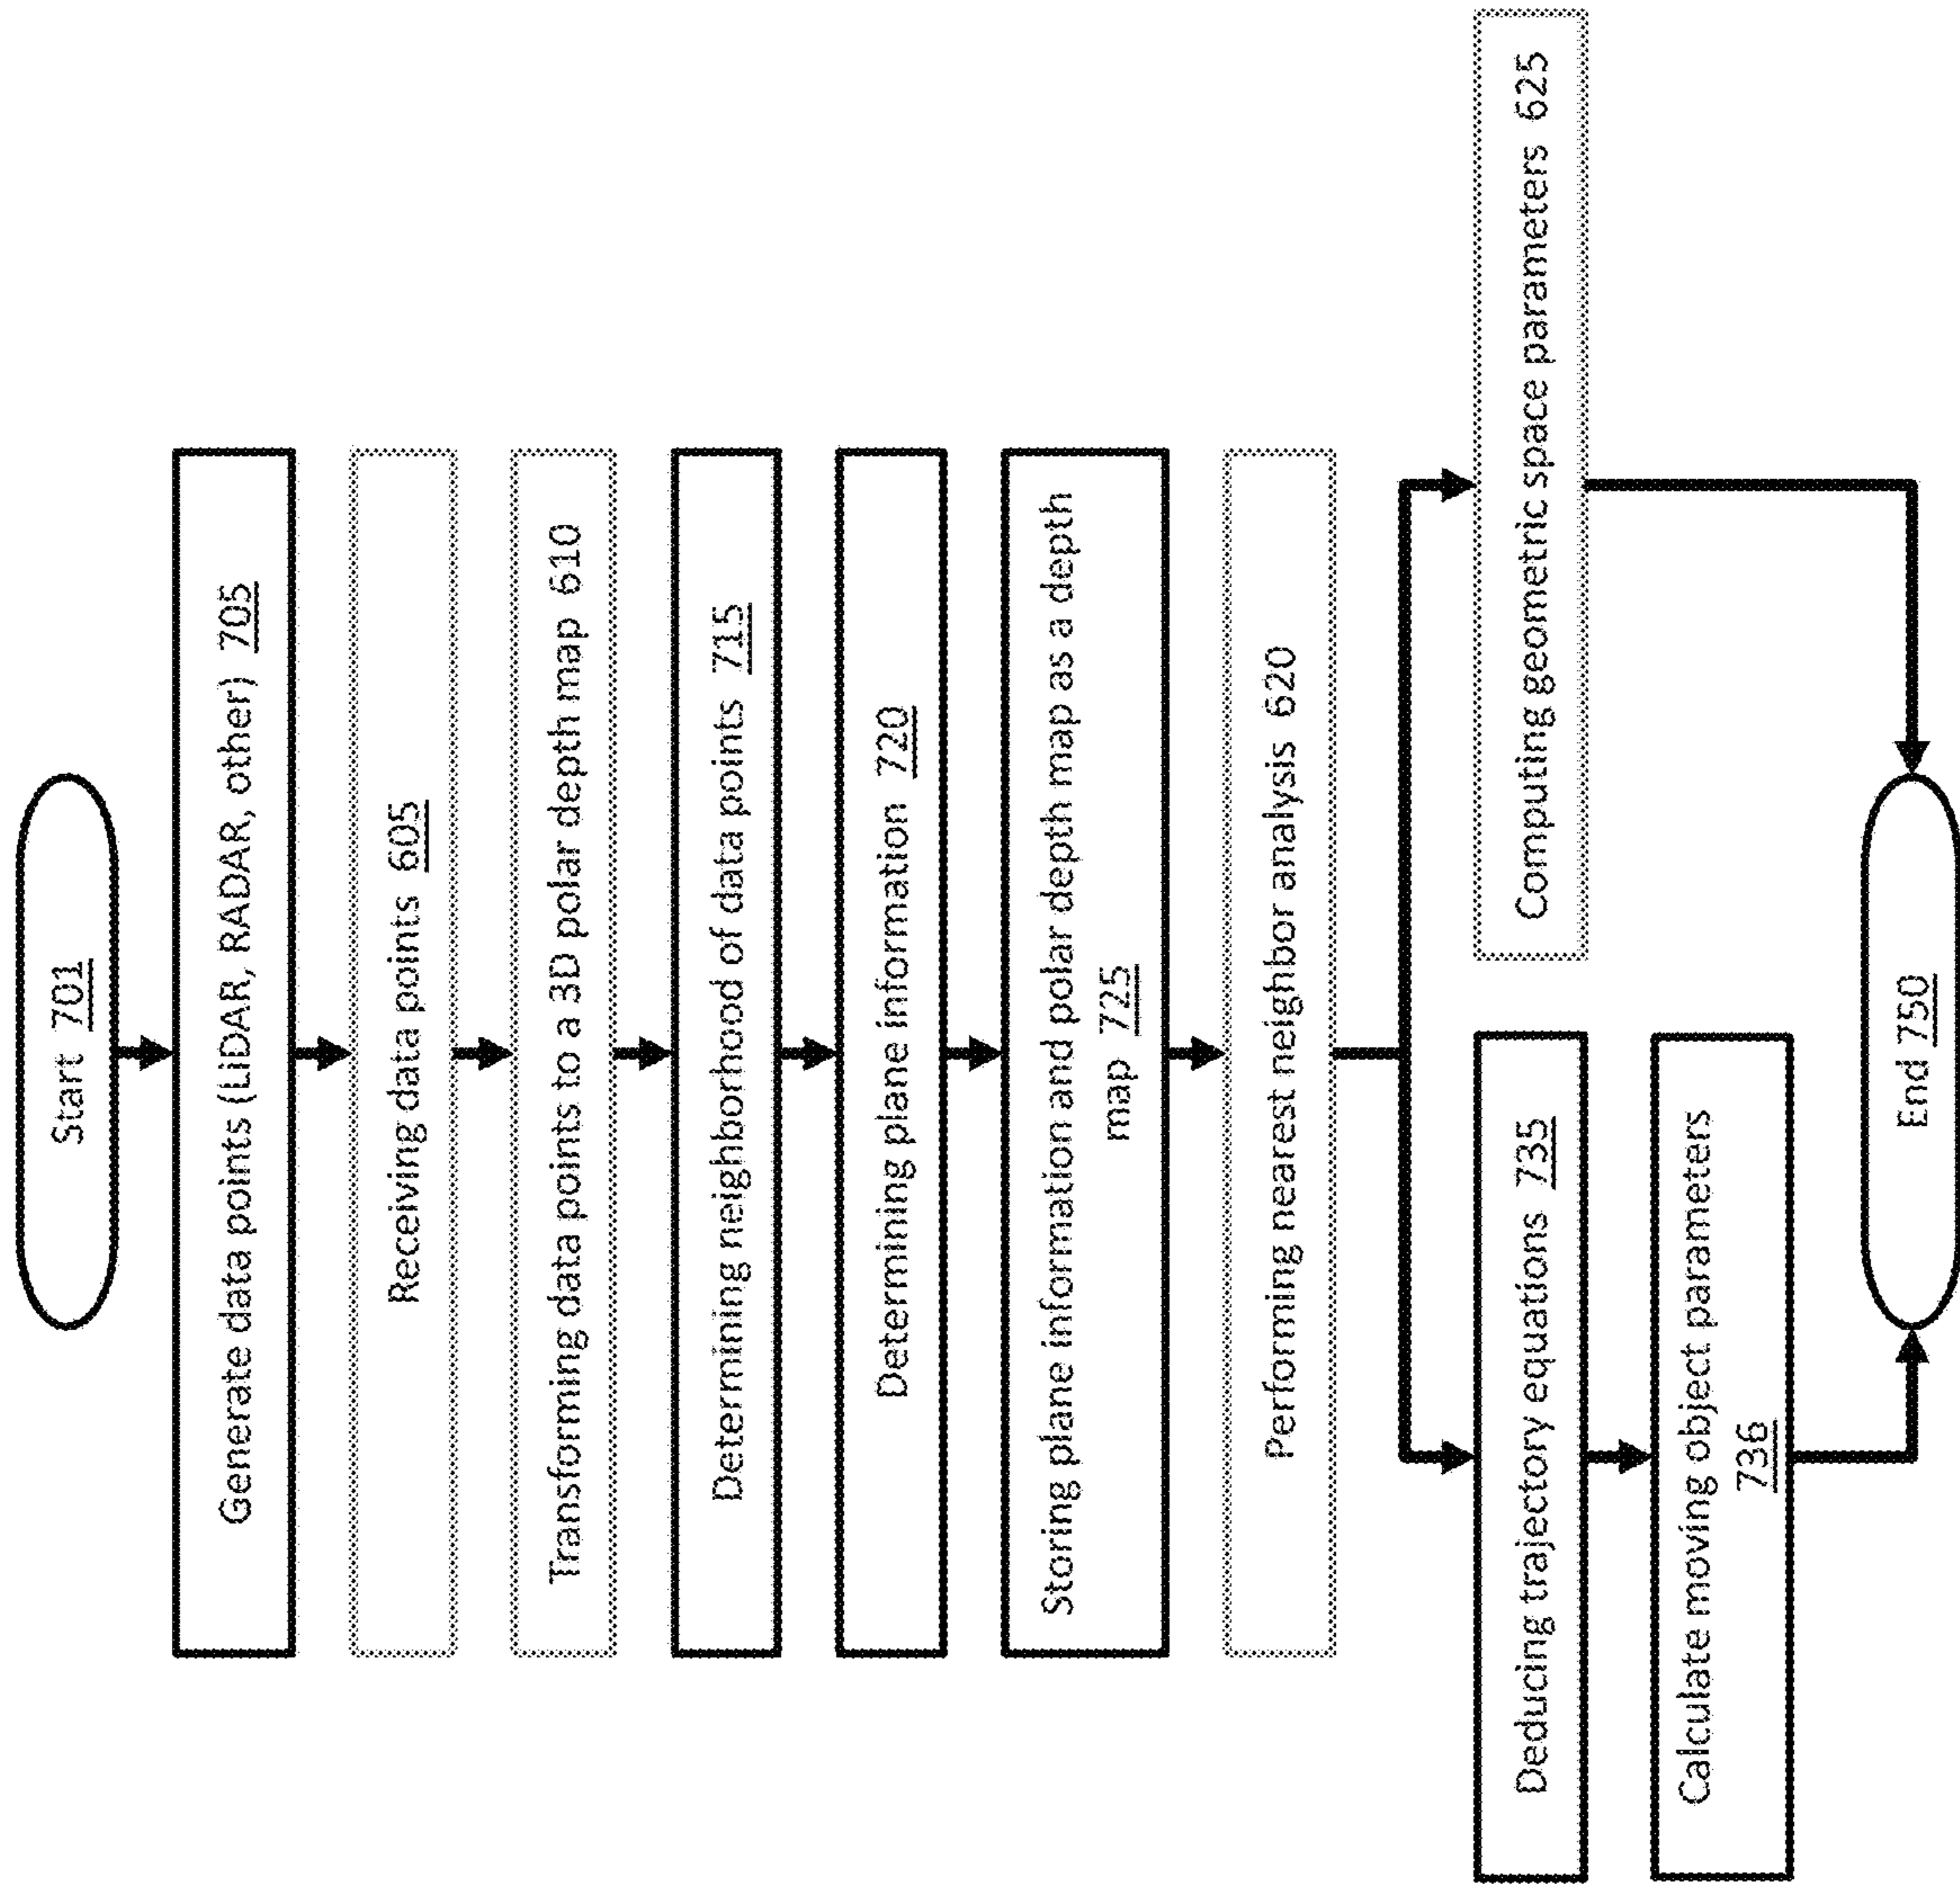 Start 701
Generate data points (LiDAR, RADAR, other) 705
Receiving data points 605
Transforming data points to a 3D polar depth map 610
Determining neighborhood of data points 715
Determining plane information 720
Storing plane information and polar depth map as a depth
map 725
Performing nearest neighbor analysis 620
Deducing trajectory equations 735
Computing geometric space parameters 625
Calculate moving object parameters
736
End 750